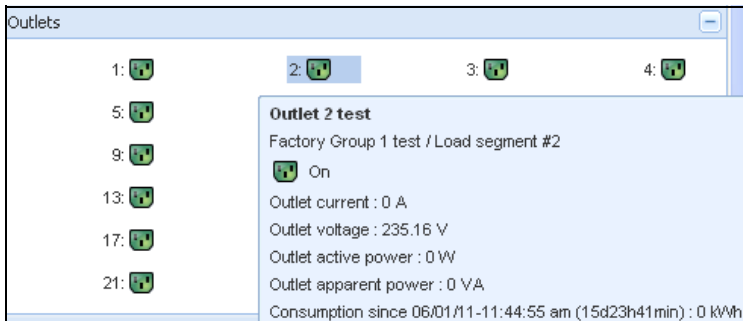 Outlets
1: 2: 3: 4:
5:
9:
13:
17:
21:
Outlet 2 test
Factory Group 1 test / Load segment #2
On
Outlet current : 0 A
Outlet voltage : 235.16 V
Outlet active power : 0 W
Outlet apparent power : 0 VA
Consumption since 06/01/11-11:44:55 am (15d23h41min) : 0 kWh